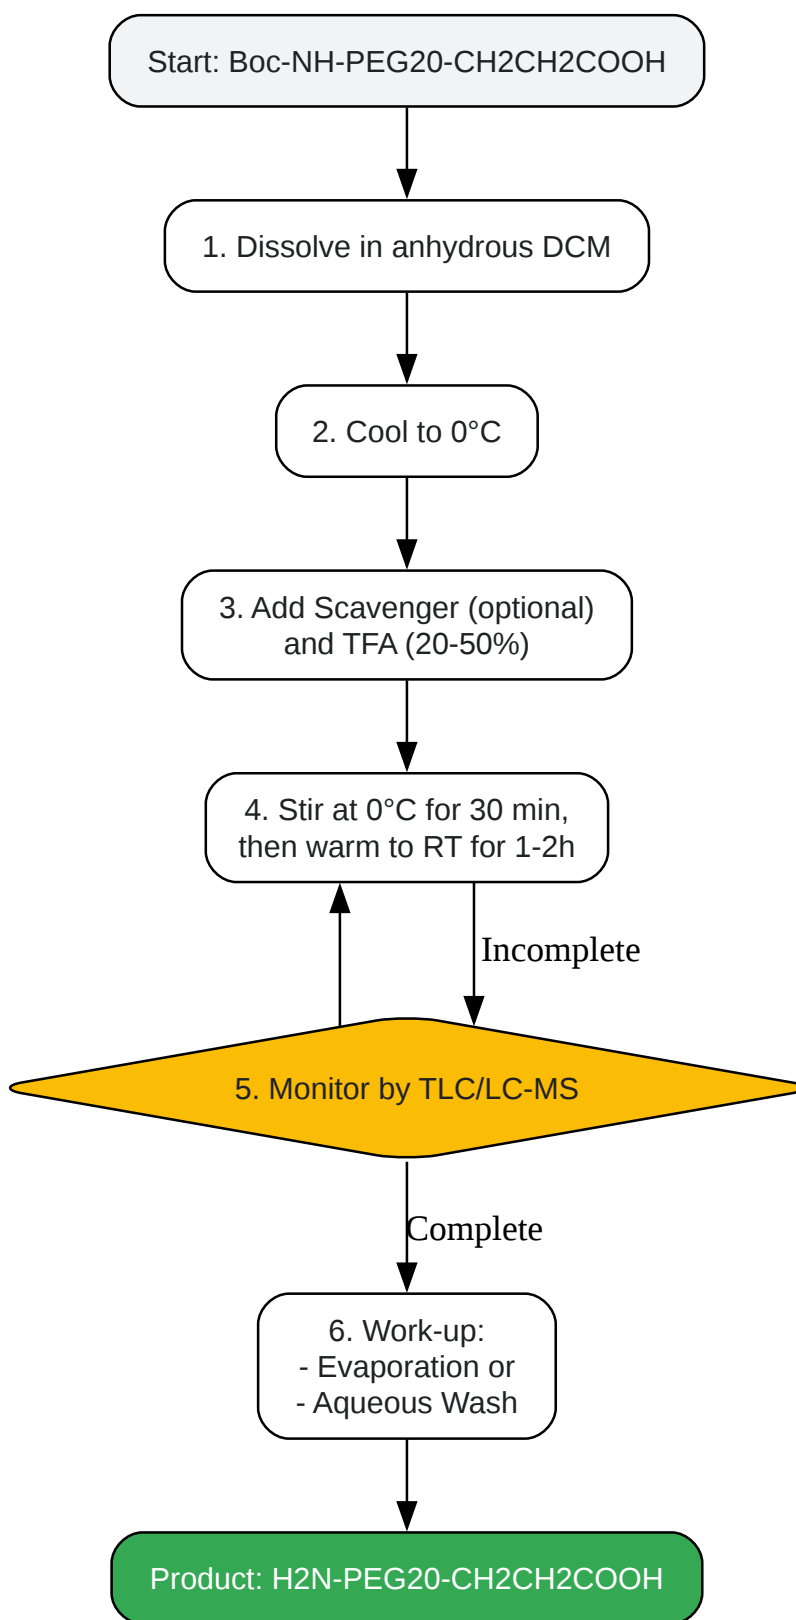 Start: Boc-NH-PEG20-CH2CH2COOH
1. Dissolve in anhydrous DCM
2. Cool to 0°C
3. Add Scavenger (optional)
and TFA (20-50%)
4. Stir at 0°C for 30 min,
then warm to RT for 1-2h
Incomplete
5. Monitor by TLC/LC-MS
Complete
6. Work-up:
- Evaporation or
- Aqueous Wash
Product: H2N-PEG20-CH2CH2COOH